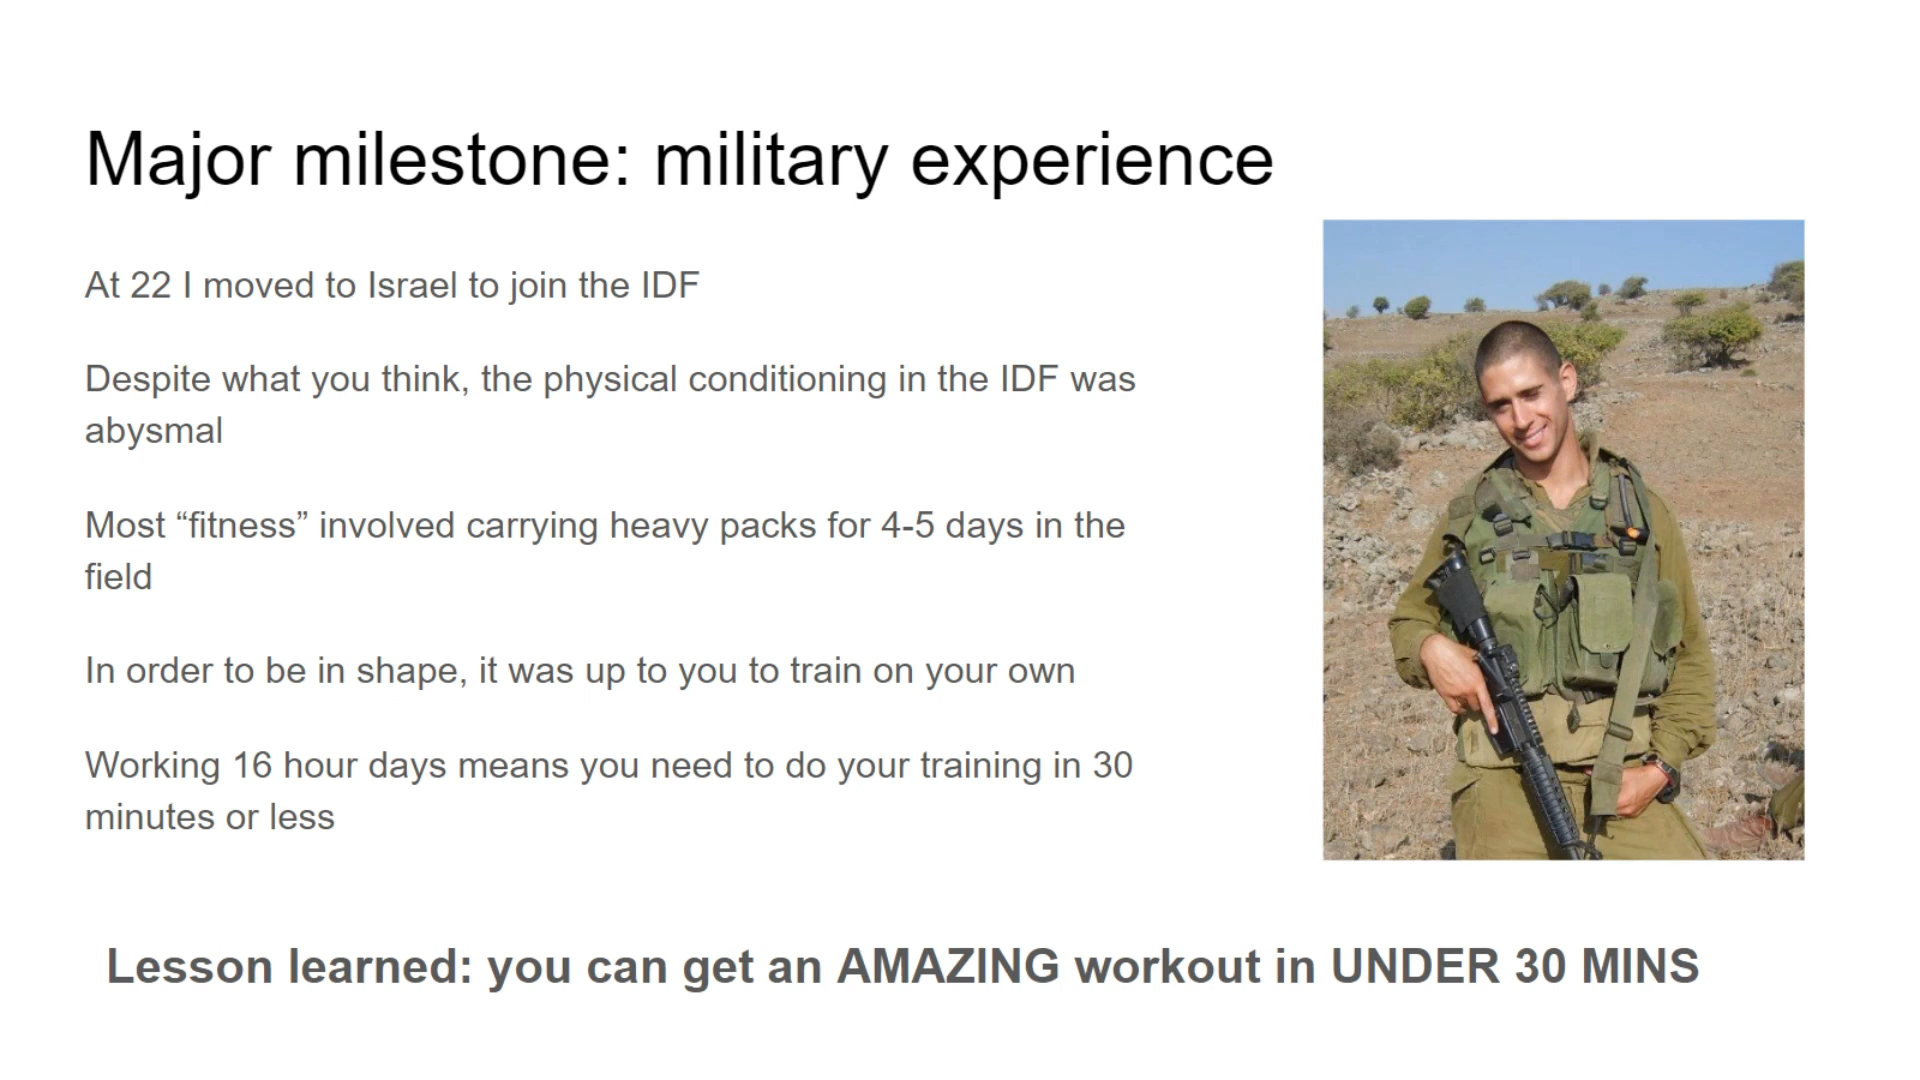 Major milestone: military experience
At 22 I moved to Israel to join the IDF
Despite what you think, the physical conditioning in the IDF was
abysmal
Most “fitness” involved carrying heavy packs for 4-5 days in the
field
In order to be in shape, it was up to you to train on your own
Working 16 hour days means you need to do your training in 30
minutes or less
Lesson learned: you can get an AMAZING workout in UNDER 30 MINS